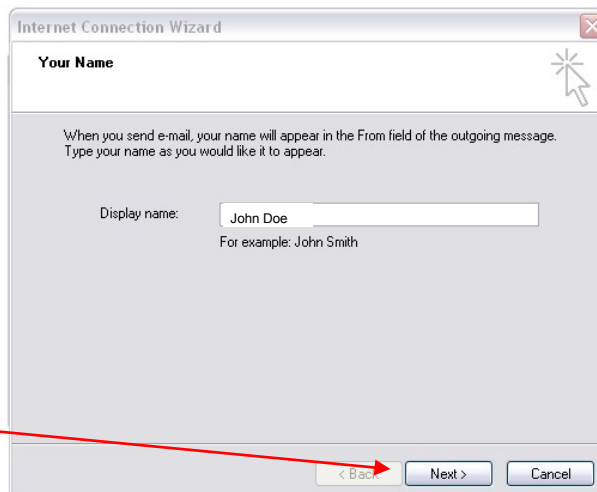 Internet Connection Wizard
Your Name
When you send e-mail, your name will appear in the From field of the outgoing message.
Type your name as you would like it to appear.
Display name: John Doe
For example: John Smith
< Back Next > Cancel